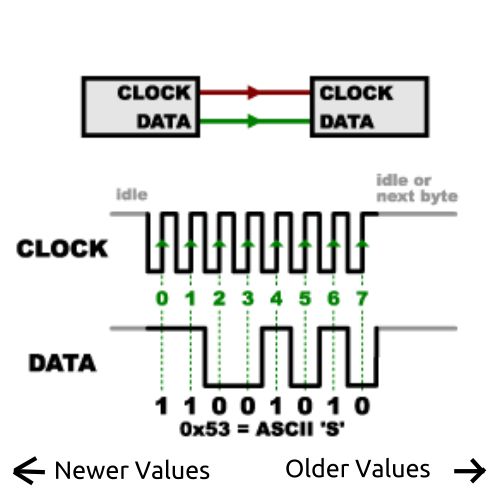 CLOCK CLOCK
DATA DATA
idle
idle or
next byte
CLOCK
0 1 2 3 4 5 6 7
DATA
1 1 0 0 1 0 1 0
0x53 = ASCII 'S'
← Newer Values Older Values →